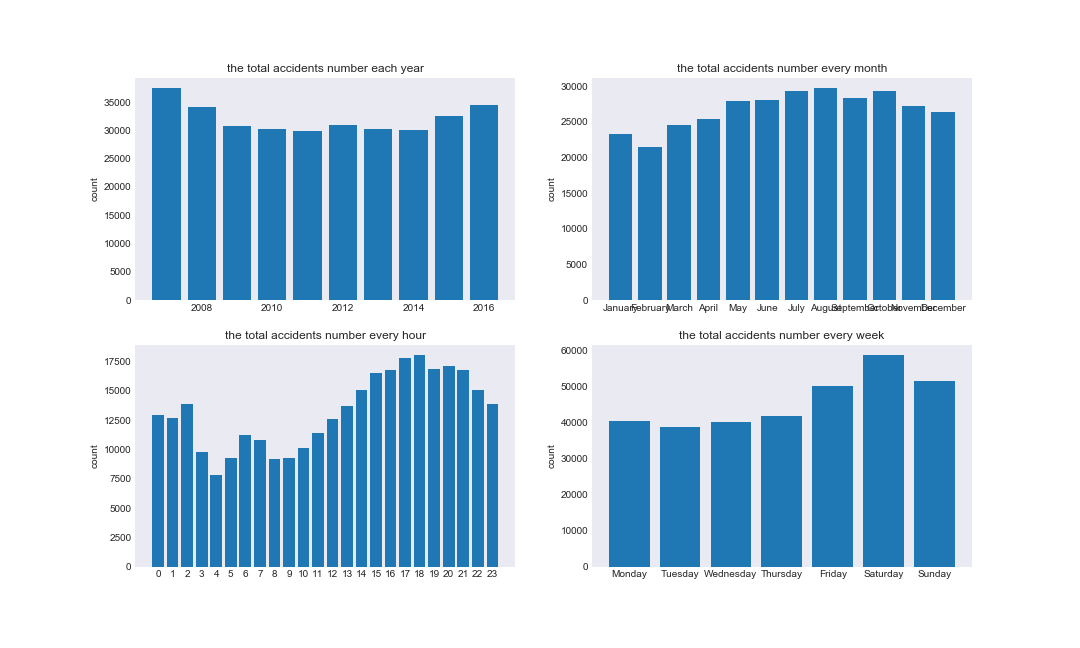 the total accidents number each year
count
35000
30000
25000
20000
15000
10000
5000
0
2008 2010 2012 2014 2016
the total accidents number every month
count
30000
25000
20000
15000
10000
5000
0
January February March April May June July August September October November December
the total accidents number every hour
count
17500
15000
12500
10000
7500
5000
2500
0
0 1 2 3 4 5 6 7 8 9 10 11 12 13 14 15 16 17 18 19 20 21 22 23
the total accidents number every week
count
60000
50000
40000
30000
20000
10000
0
Monday Tuesday Wednesday Thursday Friday Saturday Sunday